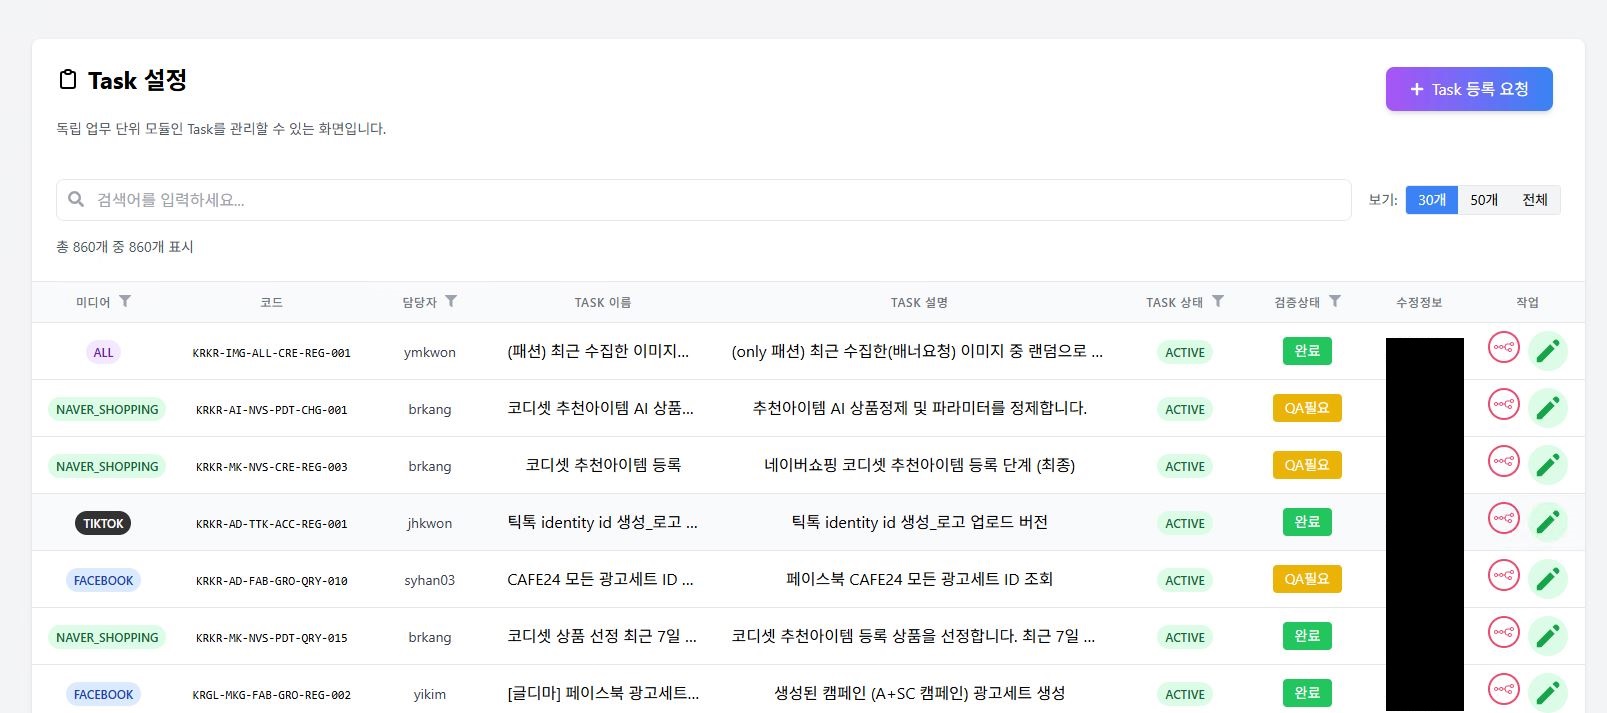 Task 설정
+ Task 등록 요청
독립 업무 단위 모듈인 Task를 관리할 수 있는 화면입니다.
검색어를 입력하세요...
보기: 30개 50개 전체
총 860개 중 860개 표시
미디어 코드 담당자 TASK 이름 TASK 설명 TASK 상태 검증상태 수정정보 작업
ALL KRKR-IMG-ALL-CRE-REG-001 ymkwon (패션) 최근 수집한 이미지... (only 패션) 최근 수집한(배너요청) 이미지 중 랜덤으로 ... ACTIVE 완료
NAVER_SHOPPING KRKR-AI-NVS-PDT-CHG-001 brkang 코디셋 추천아이템 AI 상품... 추천아이템 AI 상품정제 및 파라미터를 정제합니다. ACTIVE QA필요
NAVER_SHOPPING KRKR-MK-NVS-CRE-REG-003 brkang 코디셋 추천아이템 등록 네이버쇼핑 코디셋 추천아이템 등록 단계 (최종) ACTIVE QA필요
TIKTOK KRKR-AD-TTK-ACC-REG-001 jhkwon 틱톡 identity id 생성_로고 ... 틱톡 identity id 생성_로고 업로드 버전 ACTIVE 완료
FACEBOOK KRKR-AD-FAB-GRO-QRY-010 syhan03 CAFE24 모든 광고세트 ID ... 페이스북 CAFE24 모든 광고세트 ID 조회 ACTIVE QA필요
NAVER_SHOPPING KRKR-MK-NVS-PDT-QRY-015 brkang 코디셋 상품 선정 최근 7일 ... 코디셋 추천아이템 등록 상품을 선정합니다. 최근 7일 ... ACTIVE 완료
FACEBOOK KRGL-MKG-FAB-GRO-REG-002 yikim [글디마] 페이스북 광고세트... 생성된 캠페인 (A+SC 캠페인) 광고세트 생성 ACTIVE 완료